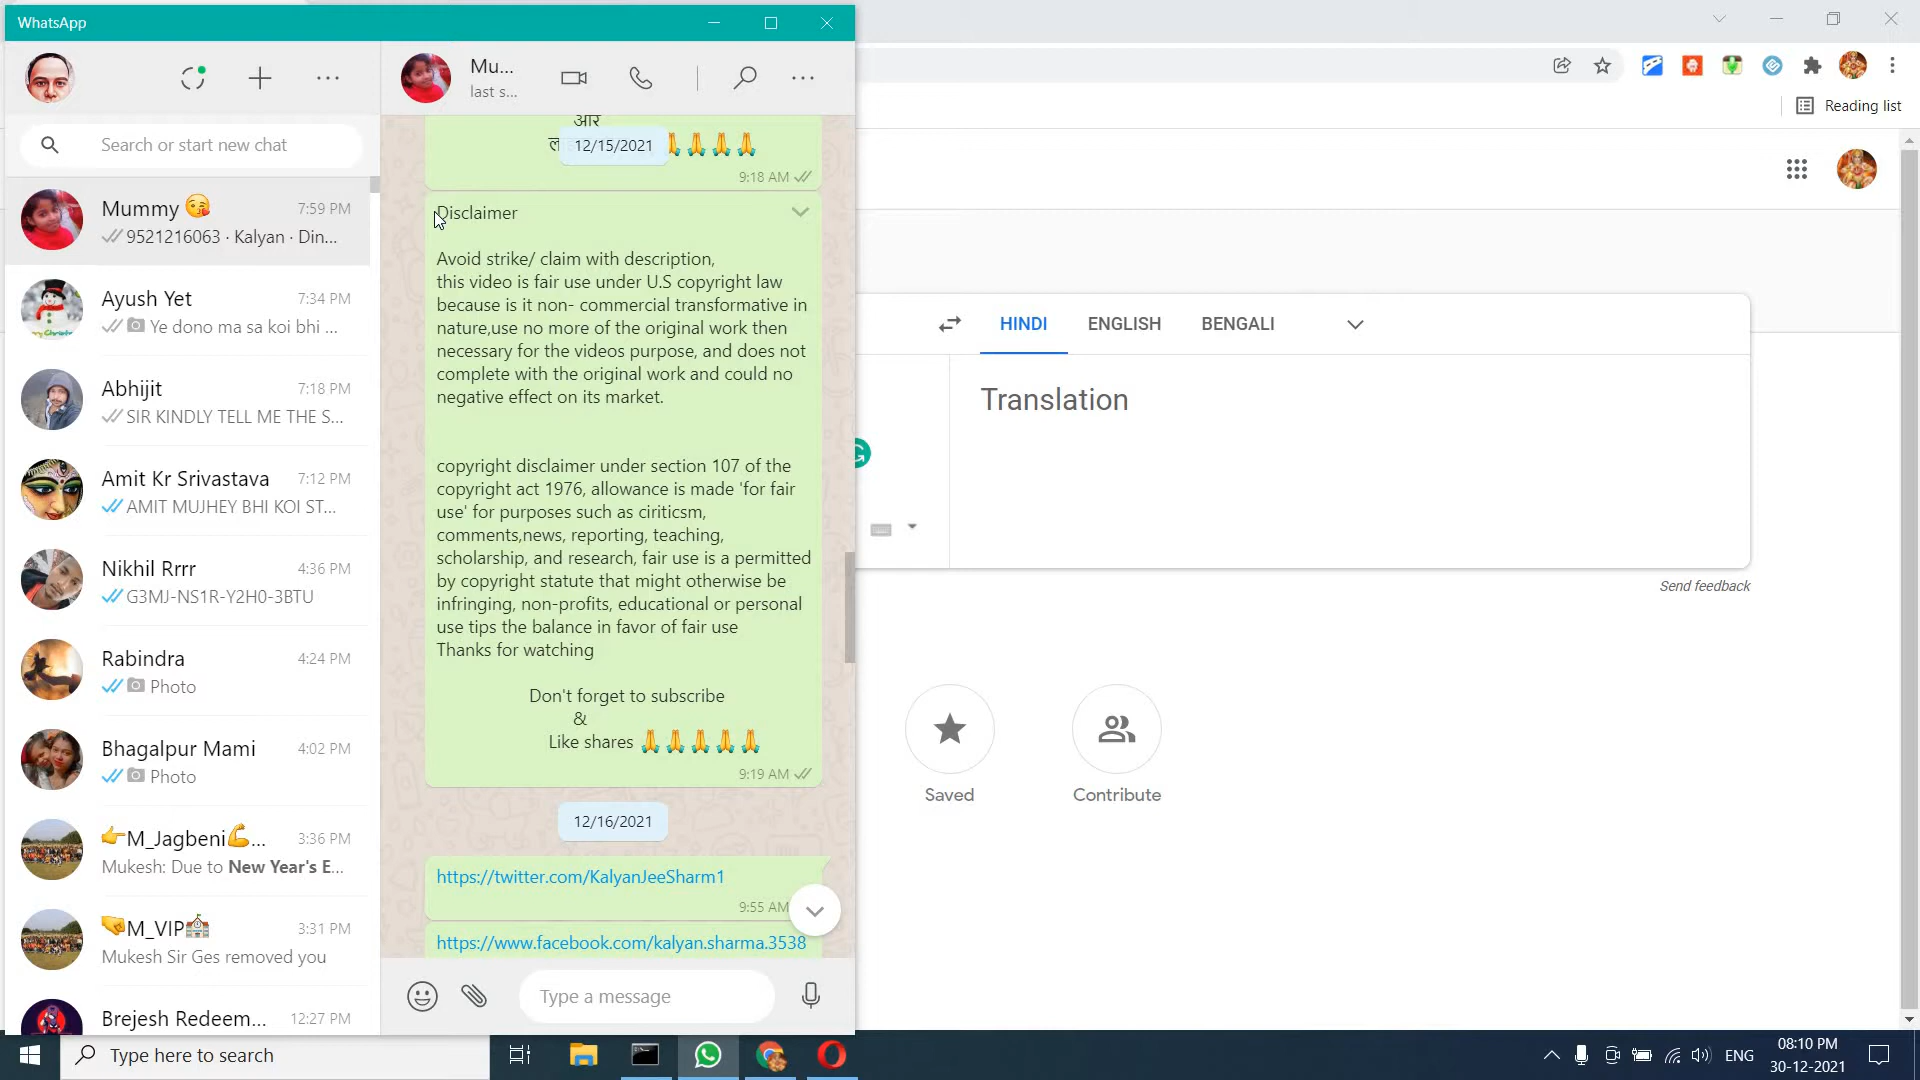 WhatsApp
Search or start new chat
Mummy 😘 7:59 PM
9521216063 · Kalyan · Din...
Ayush Yet 7:34 PM
Ye dono ma sa koi bhi ...
Abhijit 7:18 PM
SIR KINDLY TELL ME THE S...
Amit Kr Srivastava 7:12 PM
AMIT MUJHEY BHI KOI ST...
Nikhil Rrrr 4:36 PM
G3MJ-NS1R-Y2H0-3BTU
Rabindra 4:24 PM
Photo
Bhagalpur Mami 4:02 PM
Photo
👉M_Jagbeni💪... 3:36 PM
Mukesh: Due to New Year's E...
🤜M_VIP🏫 3:31 PM
Mukesh Sir Ges removed you
Brejesh Redeem... 12:27 PM
Mu...
last s...
12/15/2021
🙏🙏🙏🙏
9:18 AM
Disclaimer
Avoid strike/ claim with description,
this video is fair use under U.S copyright law
because is it non- commercial transformative in
nature,use no more of the original work then
necessary for the videos purpose, and does not
complete with the original work and could no
negative effect on its market.
copyright disclaimer under section 107 of the
copyright act 1976, allowance is made 'for fair
use' for purposes such as ciriticsm,
comments,news, reporting, teaching,
scholarship, and research, fair use is a permitted
by copyright statute that might otherwise be
infringing, non-profits, educational or personal
use tips the balance in favor of fair use
Thanks for watching
Don't forget to subscribe
&
Like shares 🙏🙏🙏🙏🙏
9:19 AM
12/16/2021
https://twitter.com/KalyanJeeSharm1
9:55 AM
https://www.facebook.com/kalyan.sharma.3538
Type a message
Reading list
HINDI ENGLISH BENGALI
Translation
Send feedback
Saved Contribute
Type here to search
ENG
08:10 PM
30-12-2021